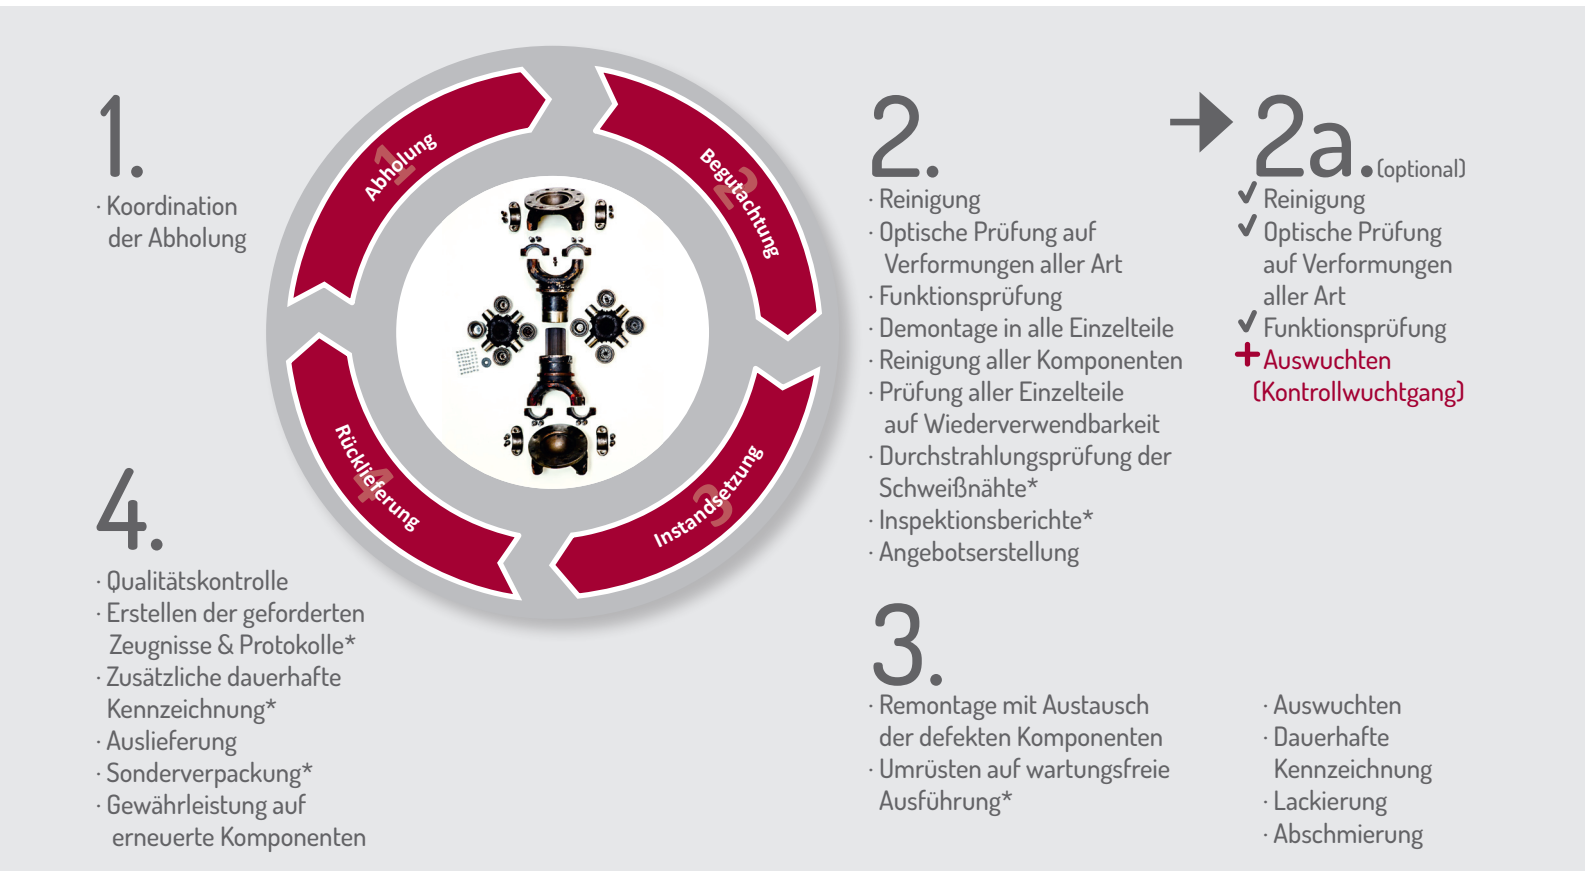 1.
· Koordination
der Abholung
1
Abholung
2
Begutachtung
3
Instandsetzung
4
Rücklieferung
2.
· Reinigung
· Optische Prüfung auf
Verformungen aller Art
· Funktionsprüfung
· Demontage in alle Einzelteile
· Reinigung aller Komponenten
· Prüfung aller Einzelteile
auf Wiederverwendbarkeit
· Durchstrahlungsprüfung der
Schweißnähte*
· Inspektionsberichte*
· Angebotserstellung
2a. (optional)
✓ Reinigung
✓ Optische Prüfung
auf Verformungen
aller Art
✓ Funktionsprüfung
+ Auswuchten
(Kontrollwuchtgang)
3.
· Remontage mit Austausch
der defekten Komponenten
· Umrüsten auf wartungsfreie
Ausführung*
· Auswuchten
· Dauerhafte
Kennzeichnung
· Lackierung
· Abschmierung
4.
· Qualitätskontrolle
· Erstellen der geforderten
Zeugnisse & Protokolle*
· Zusätzliche dauerhafte
Kennzeichnung*
· Auslieferung
· Sonderverpackung*
· Gewährleistung auf
erneuerte Komponenten